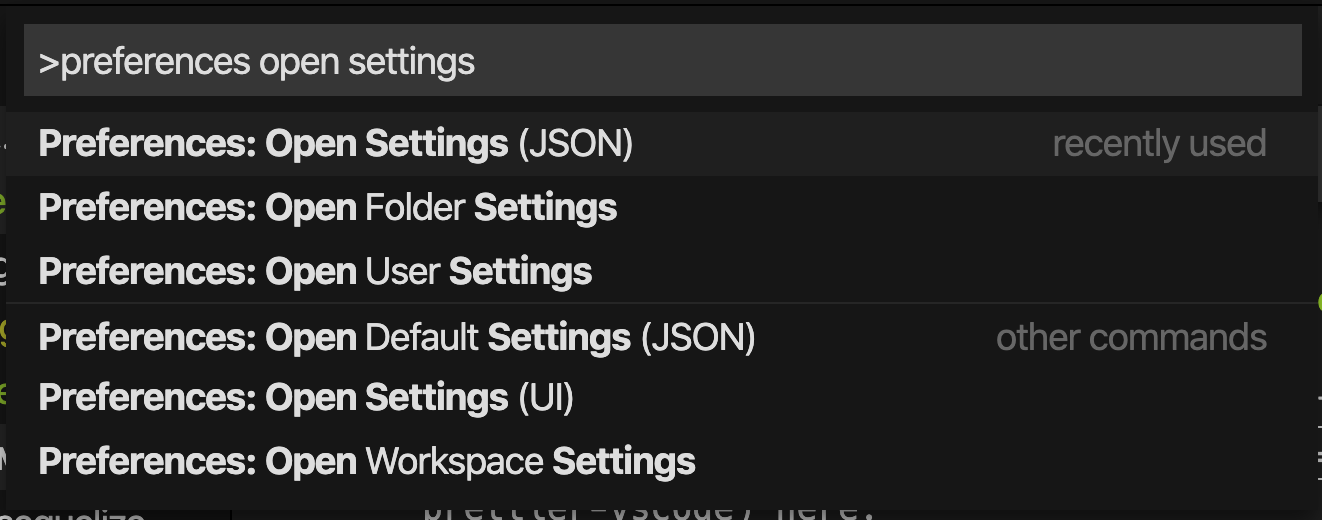 >preferences open settings
Preferences: Open Settings (JSON) recently used
Preferences: Open Folder Settings
Preferences: Open User Settings
Preferences: Open Default Settings (JSON) other commands
Preferences: Open Settings (UI)
Preferences: Open Workspace Settings